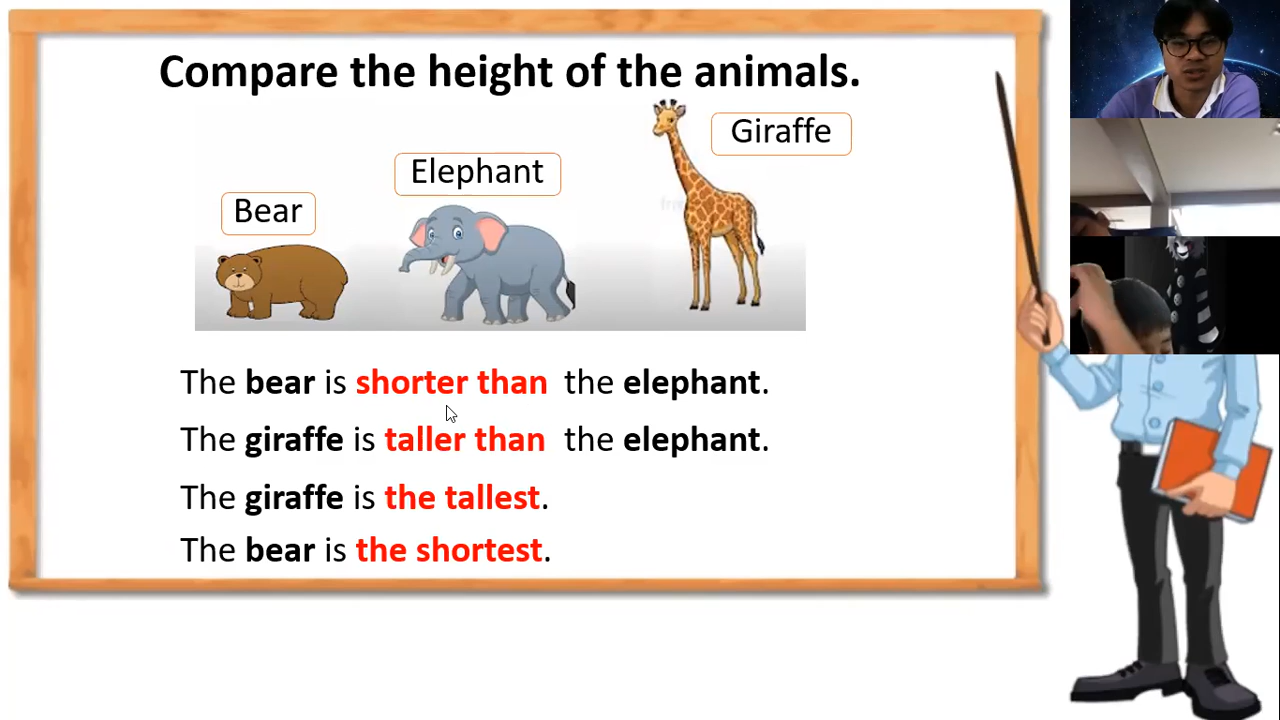 Compare the height of the animals.
Giraffe
Elephant
Bear
The bear is shorter than the elephant.
The giraffe is taller than the elephant.
The giraffe is the tallest.
The bear is the shortest.